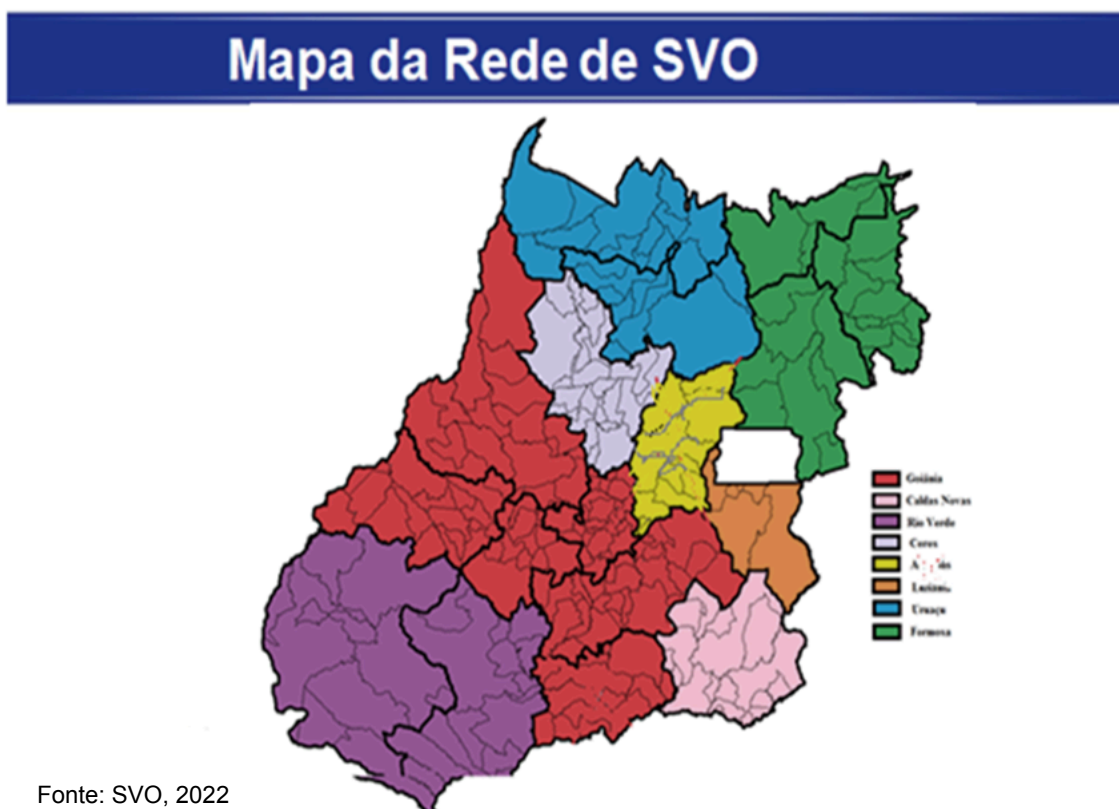 Mapa da Rede de SVO
Goiânia
Caldas Novas
Rio Verde
Ceres
Luziânia
Uruaçu
Formosa
Fonte: SVO, 2022